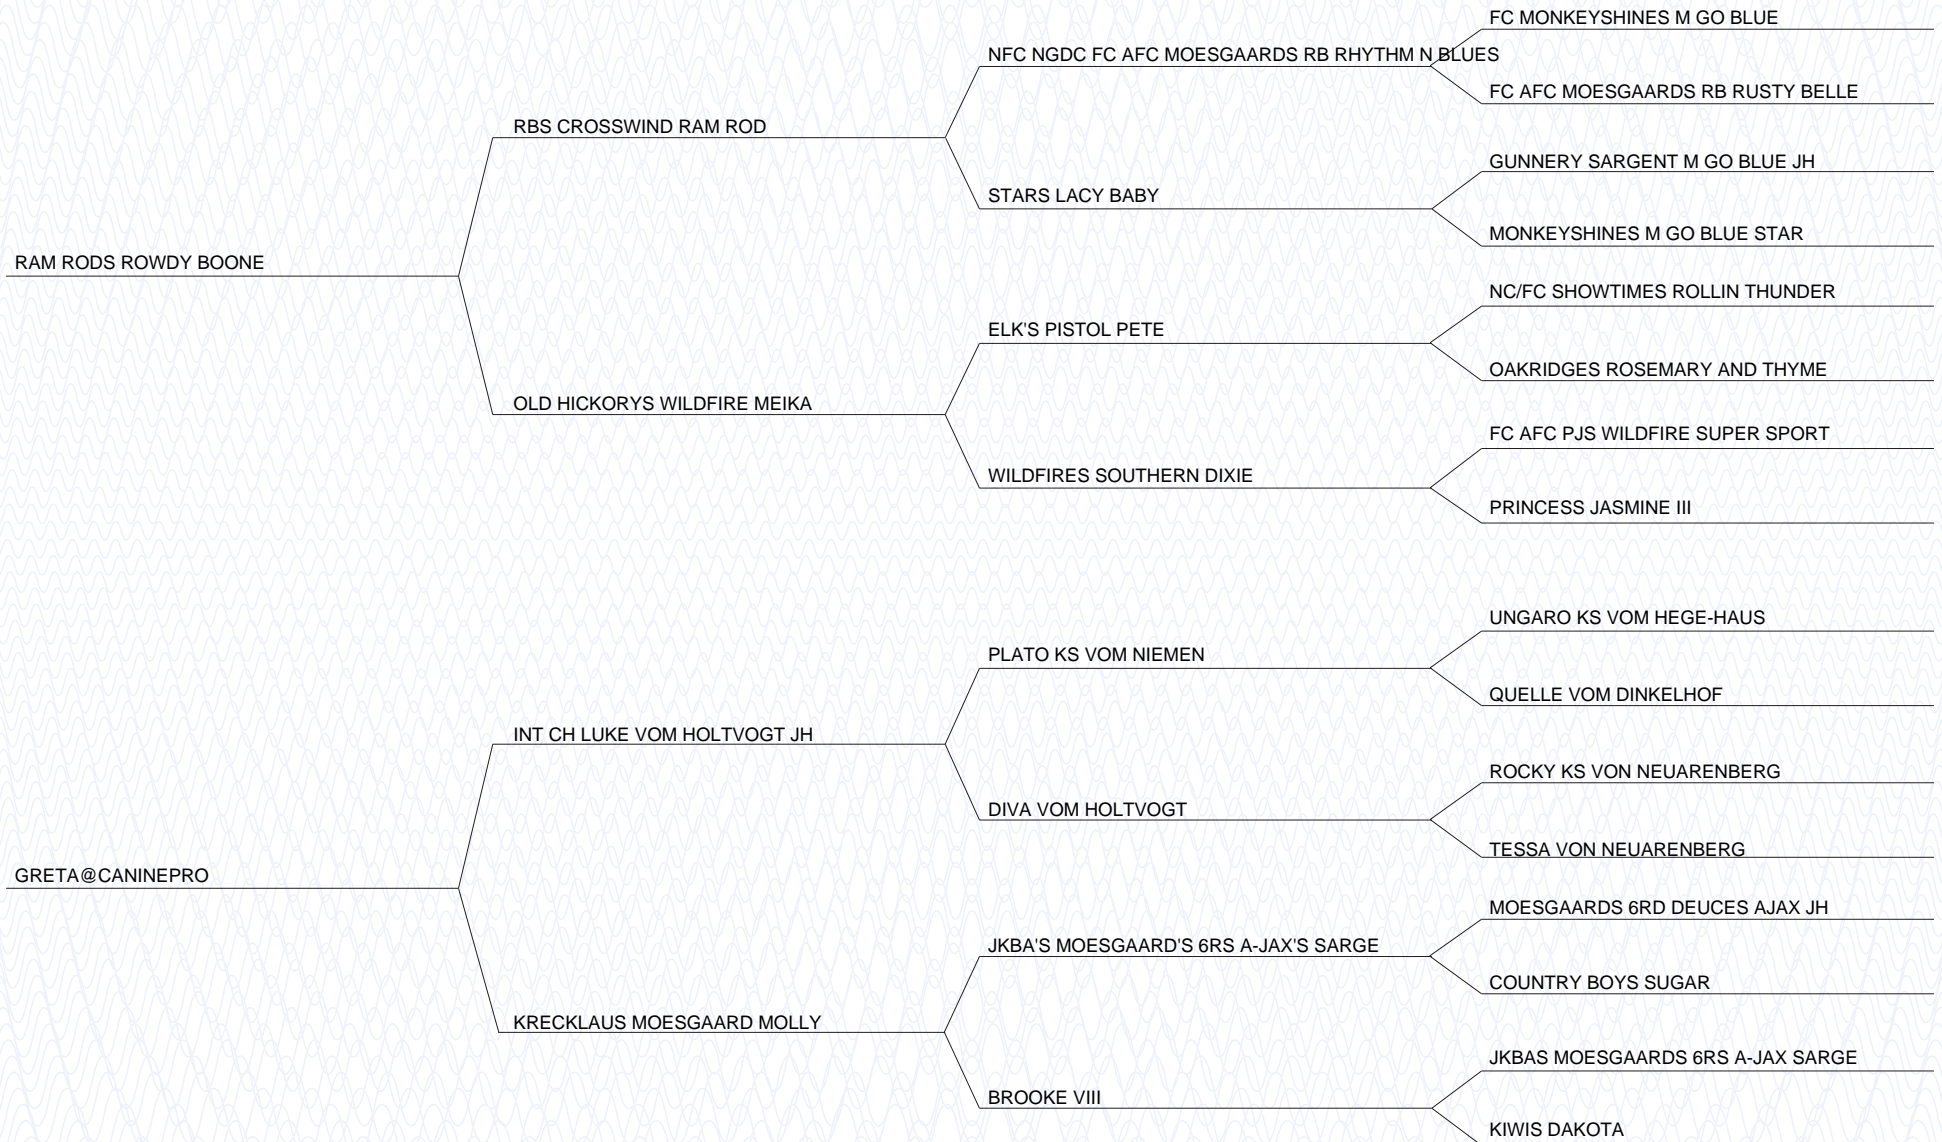 FC MONKEYSHINES M GO BLUE
NFC NGDC FC AFC MOESGAARDS RB RHYTHM N BLUES
FC AFC MOESGAARDS RB RUSTY BELLE
RBS CROSSWIND RAM ROD
GUNNERY SARGENT M GO BLUE JH
STARS LACY BABY
MONKEYSHINES M GO BLUE STAR
RAM RODS ROWDY BOONE
NC/FC SHOWTIMES ROLLIN THUNDER
ELK'S PISTOL PETE
OAKRIDGES ROSEMARY AND THYME
OLD HICKORYS WILDFIRE MEIKA
FC AFC PJS WILDFIRE SUPER SPORT
WILDFIRES SOUTHERN DIXIE
PRINCESS JASMINE III
UNGARO KS VOM HEGE-HAUS
PLATO KS VOM NIEMEN
QUELLE VOM DINKELHOF
INT CH LUKE VOM HOLTVOGT JH
ROCKY KS VON NEUARENBERG
DIVA VOM HOLTVOGT
TESSA VON NEUARENBERG
GRETA@CANINEPRO
MOESGAARDS 6RD DEUCES AJAX JH
JKBA'S MOESGAARD'S 6RS A-JAX'S SARGE
COUNTRY BOYS SUGAR
KRECKLAUS MOESGAARD MOLLY
JKBAS MOESGAARDS 6RS A-JAX SARGE
BROOKE VIII
KIWIS DAKOTA